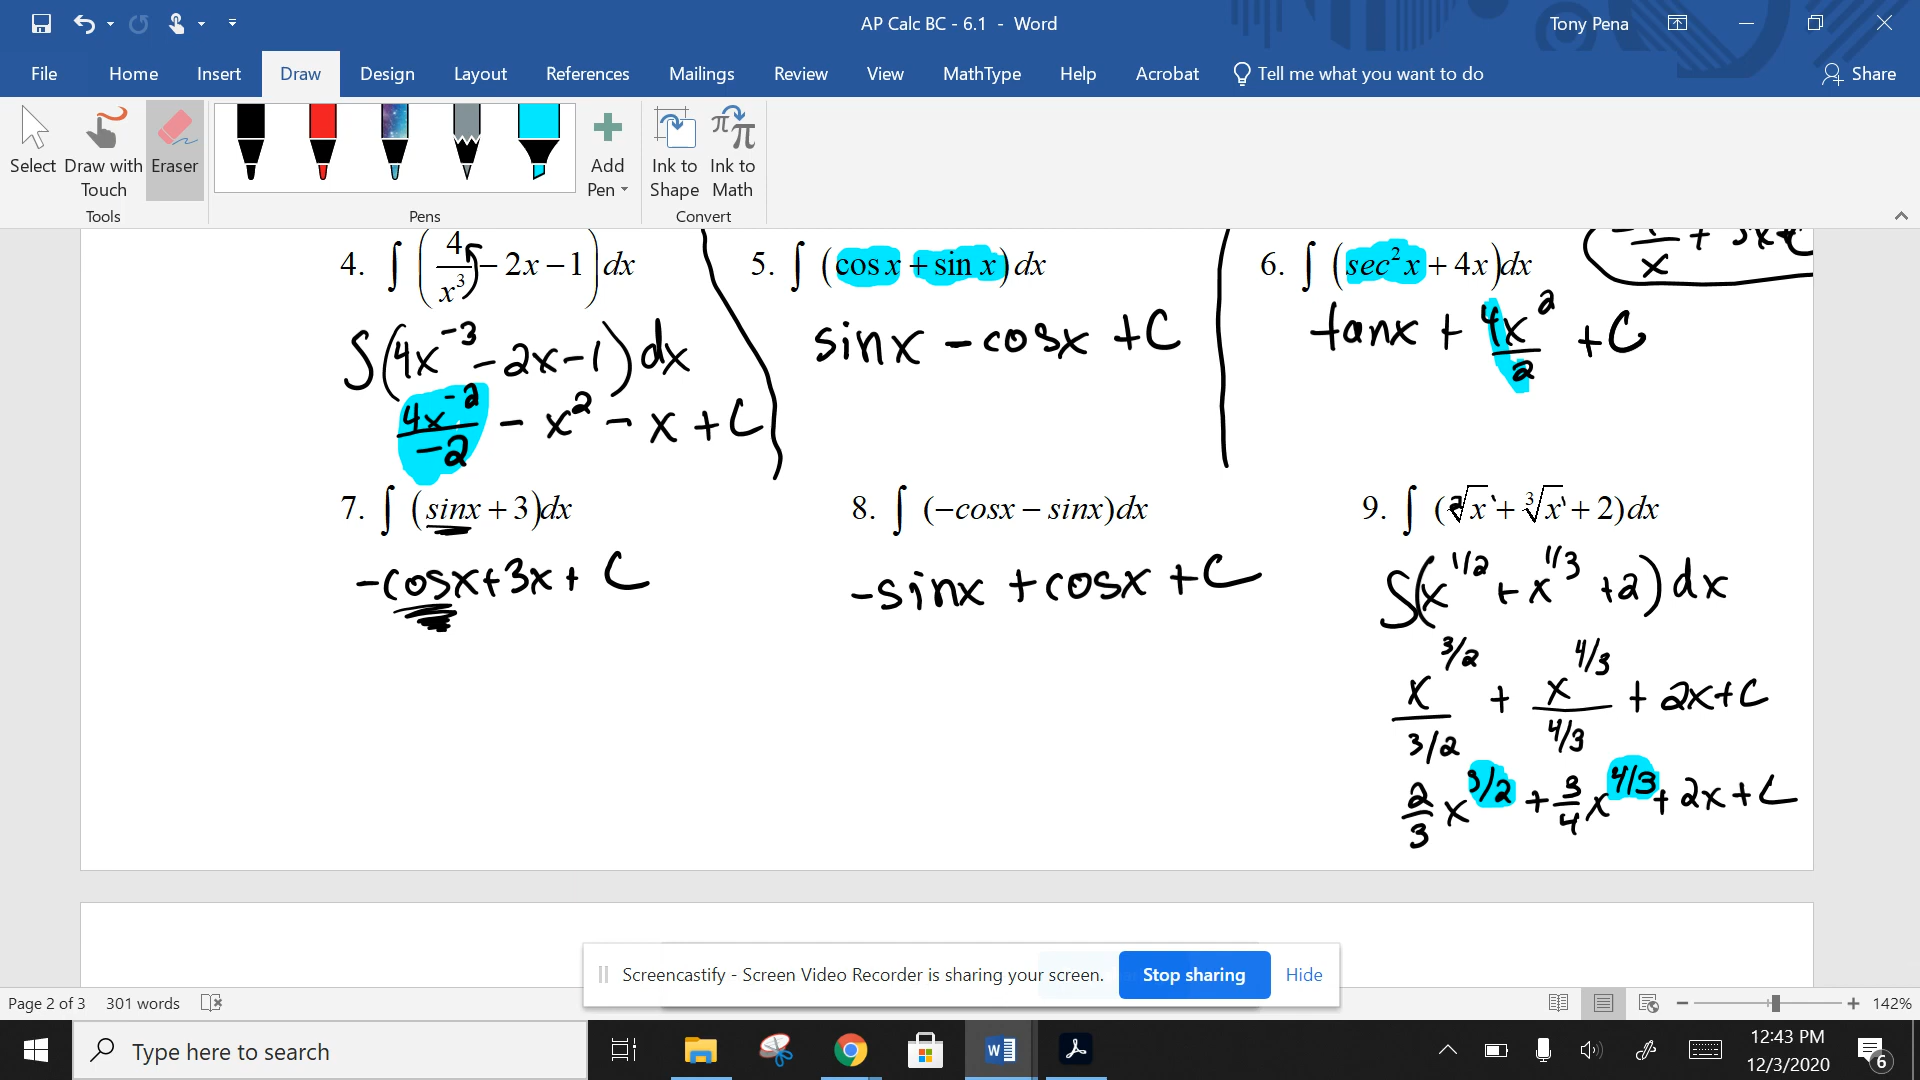 AP Calc BC - 6.1 - Word
Tony Pena
File Home Insert Draw Design Layout References Mailings Review View MathType Help Acrobat Tell me what you want to do Share
Select Draw with Touch Eraser Add Pen Ink to Shape Ink to Math
Tools Pens Convert
4. ∫ (4/x³ − 2x − 1) dx
∫(4x⁻³ − 2x − 1) dx
4x⁻²/−2 − x² − x + C
5. ∫ (cos x + sin x) dx
sinx − cosx + C
6. ∫ (sec²x + 4x)dx
tanx + 4x²/2 + C
7. ∫ (sinx + 3)dx
−cosx + 3x + C
8. ∫ (−cosx − sinx)dx
−sinx + cosx + C
9. ∫ (²√x + ³√x + 2)dx
∫(x^1/2 + x^1/3 + 2) dx
x^3/2 / 3/2 + x^4/3 / 4/3 + 2x + C
2/3 x^3/2 + 3/4 x^4/3 + 2x + C
Screencastify - Screen Video Recorder is sharing your screen. Stop sharing Hide
Page 2 of 3 301 words 142%
Type here to search
12:43 PM
12/3/2020
6